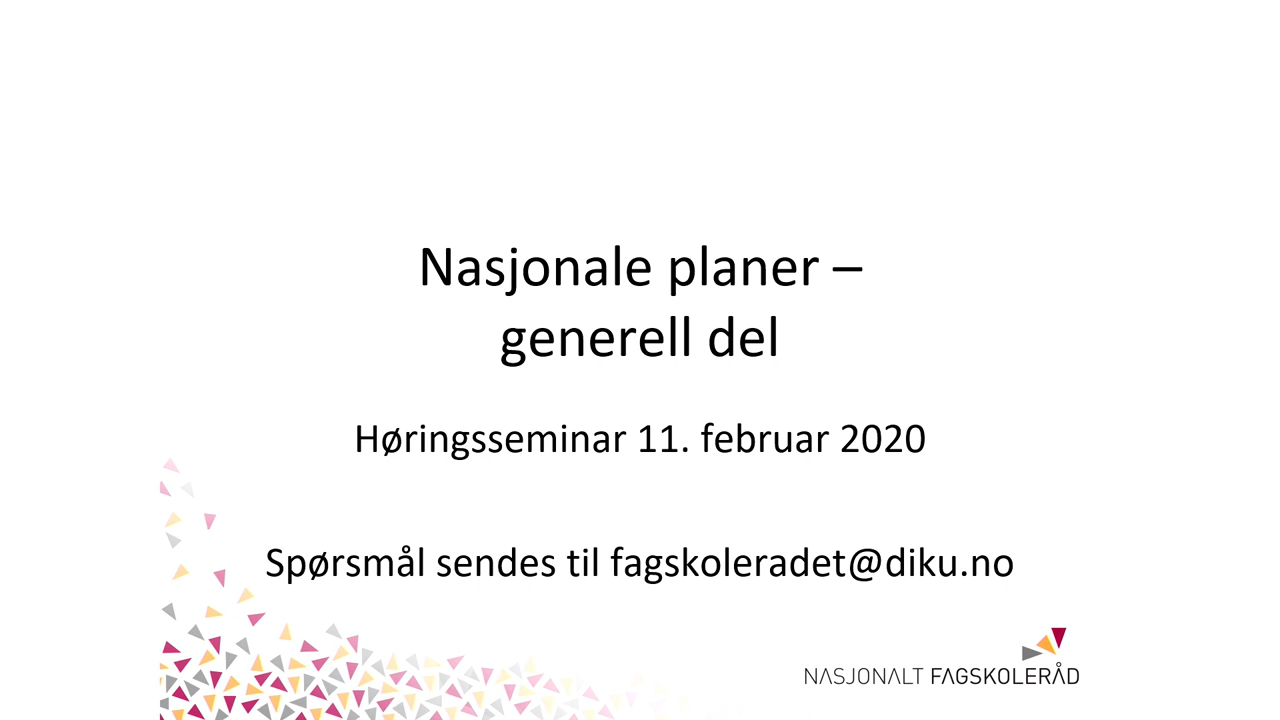 Nasjonale planer –
generell del
Høringsseminar 11. februar 2020
Spørsmål sendes til fagskoleradet@diku.no
NASJONALT FAGSKOLERÅD